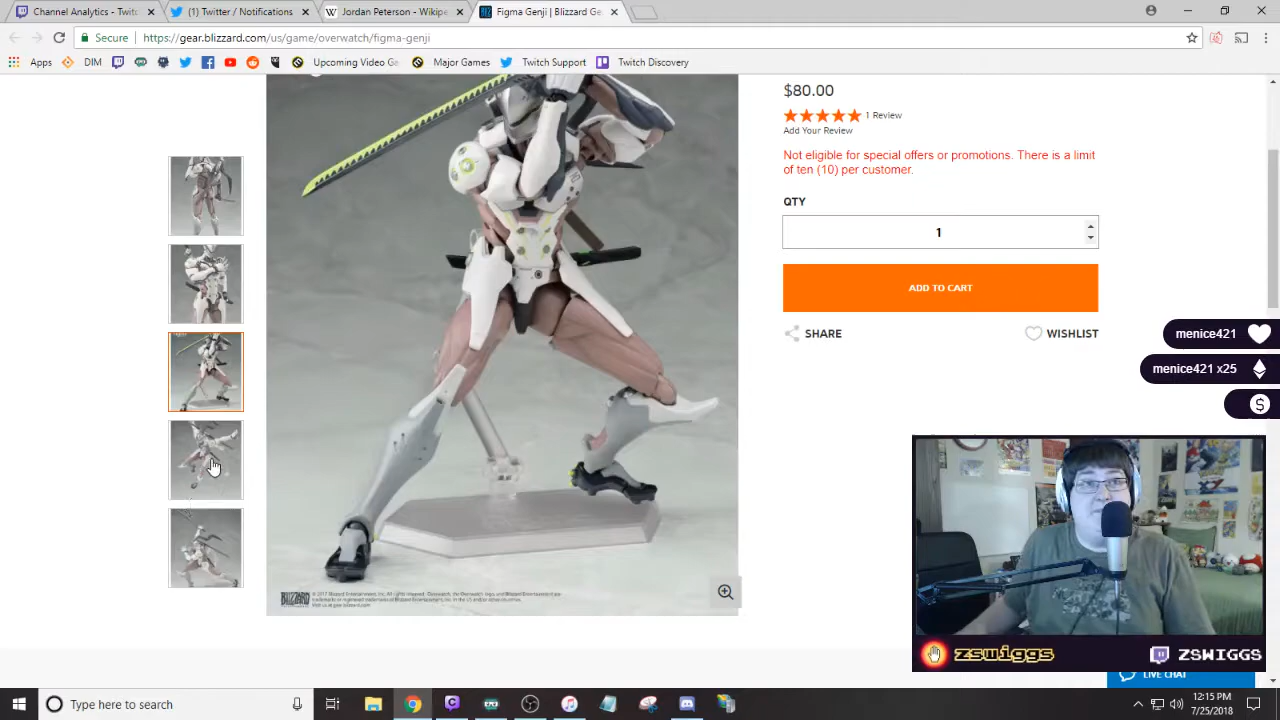 Channel Analytics - Twitc
(1) Twitter / Notifications
Jordan Peterson - Wikipe
Figma Genji | Blizzard Ge
Secure
https://gear.blizzard.com/us/game/overwatch/figma-genji
Apps
DIM
Upcoming Video Ge
Major Games
Twitch Support
Twitch Discovery
$80.00
1 Review
Add Your Review
Not eligible for special offers or promotions. There is a limit
of ten (10) per customer.
QTY
1
ADD TO CART
SHARE
WISHLIST
menice421
menice421 x25
zswiggs
ZSWIGGS
LIVE CHAT
Type here to search
12:15 PM
7/25/2018